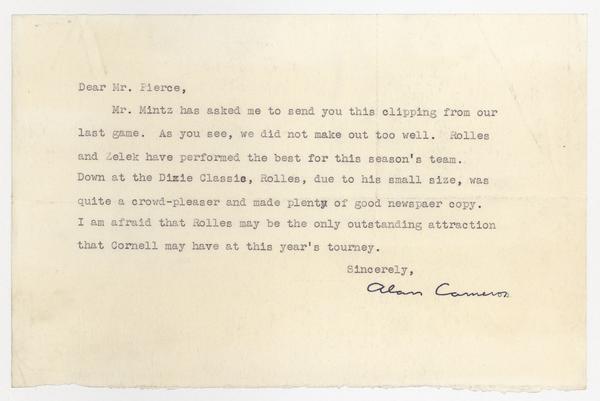 Dear Mr. Pierce,
Mr. Mintz has asked me to send you this clipping from our
last game. As you see, we did not make out too well. Rolles
and Zelek have performed the best for this season's team.
Down at the Dixie Classic, Rolles, due to his small size, was
quite a crowd-pleaser and made plenty of good newspaer copy.
I am afraid that Rolles may be the only outstanding attraction
that Cornell may have at this year's tourney.
Sincerely,
Alan Cameron